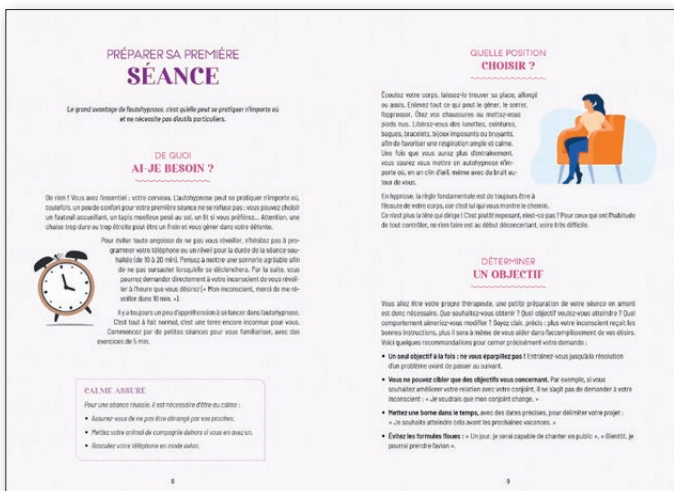 PRÉPARER SA PREMIÈRE
SÉANCE
Le grand avantage de l'autohypnose, c'est qu'elle peut se pratiquer n'importe où
et ne nécessite pas d'outils particuliers.
DE QUOI
AI-JE BESOIN ?
De rien ! Vous avez l'essentiel : votre cerveau. L'autohypnose peut se pratiquer n'importe où,
toutefois, un peu de confort pour votre première séance ne se refuse pas : vous pouvez choisir
un fauteuil accueillant, un tapis moelleux posé au sol, un lit si vous préférez... Attention, une
chaise trop dure ou trop étroite peut être un frein et vous gêner dans votre détente.
Pour éviter toute angoisse de ne pas vous réveiller, n'hésitez pas à pro-
grammer votre téléphone ou un réveil pour la durée de la séance sou-
haitée (de 10 à 20 min). Pensez à mettre une sonnerie agréable afin
de ne pas sursauter lorsqu'elle se déclenchera. Par la suite, vous
pourrez demander directement à votre inconscient de vous réveil-
ler à l'heure que vous désirez (« Mon inconscient, merci de me ré-
veiller dans 10 min. »).
Il y a toujours un peu d'appréhension à se lancer dans l'autohypnose.
C'est tout à fait normal, c'est une terre encore inconnue pour vous.
Commencez par de petites séances pour vous familiariser, avec des
exercices de 5 min.
CALME ASSURÉ
Pour une séance réussie, il est nécessaire d'être au calme :
• Assurez-vous de ne pas être dérangé par vos proches.
• Mettez votre animal de compagnie dehors si vous en avez un.
• Basculez votre téléphone en mode avion.
8
QUELLE POSITION
CHOISIR ?
Écoutez votre corps, laissez-le trouver sa place, allongé
ou assis. Enlevez tout ce qui peut le gêner, le serrer,
l'oppresser. Ôtez vos chaussures ou mettez-vous
pieds nus. Libérez-vous des lunettes, ceintures,
bagues, bracelets, bijoux imposants ou bruyants,
afin de favoriser une respiration ample et calme.
Une fois que vous aurez plus d'entraînement,
vous saurez vous mettre en autohypnose n'im-
porte où, en un clin d'œil, même avec du bruit au-
tour de vous.
En hypnose, la règle fondamentale est de toujours être à
l'écoute de votre corps, car c'est lui qui vous montre le chemin.
Ce n'est plus la tête qui dirige ! C'est plutôt reposant, n'est-ce pas ? Pour ceux qui ont l'habitude
de tout contrôler, ne rien faire est au début déconcertant, voire très difficile.
DÉTERMINER
UN OBJECTIF
Vous allez être votre propre thérapeute, une petite préparation de votre séance en amont
est donc nécessaire. Que souhaitez-vous obtenir ? Quel objectif voulez-vous atteindre ? Quel
comportement aimeriez-vous modifier ? Soyez clair, précis : plus votre inconscient reçoit les
bonnes instructions, plus il sera à même de vous aider dans l'accomplissement de vos désirs.
Voici quelques recommandations pour cerner précisément votre demande :
• Un seul objectif à la fois : ne vous éparpillez pas ! Entraînez-vous jusqu'à la résolution
d'un problème avant de passer au suivant.
• Vous ne pouvez cibler que des objectifs vous concernant. Par exemple, si vous
souhaitez améliorer votre relation avec votre conjoint, il ne s'agit pas de demander à votre
inconscient : « Je voudrais que mon conjoint change. »
• Mettez une borne dans le temps, avec des dates précises, pour délimiter votre projet :
« Je souhaite atteindre cela avant les prochaines vacances. »
• Évitez les formules floues : « Un jour, je serai capable de chanter en public », « Bientôt, je
pourrai prendre l'avion ».
9